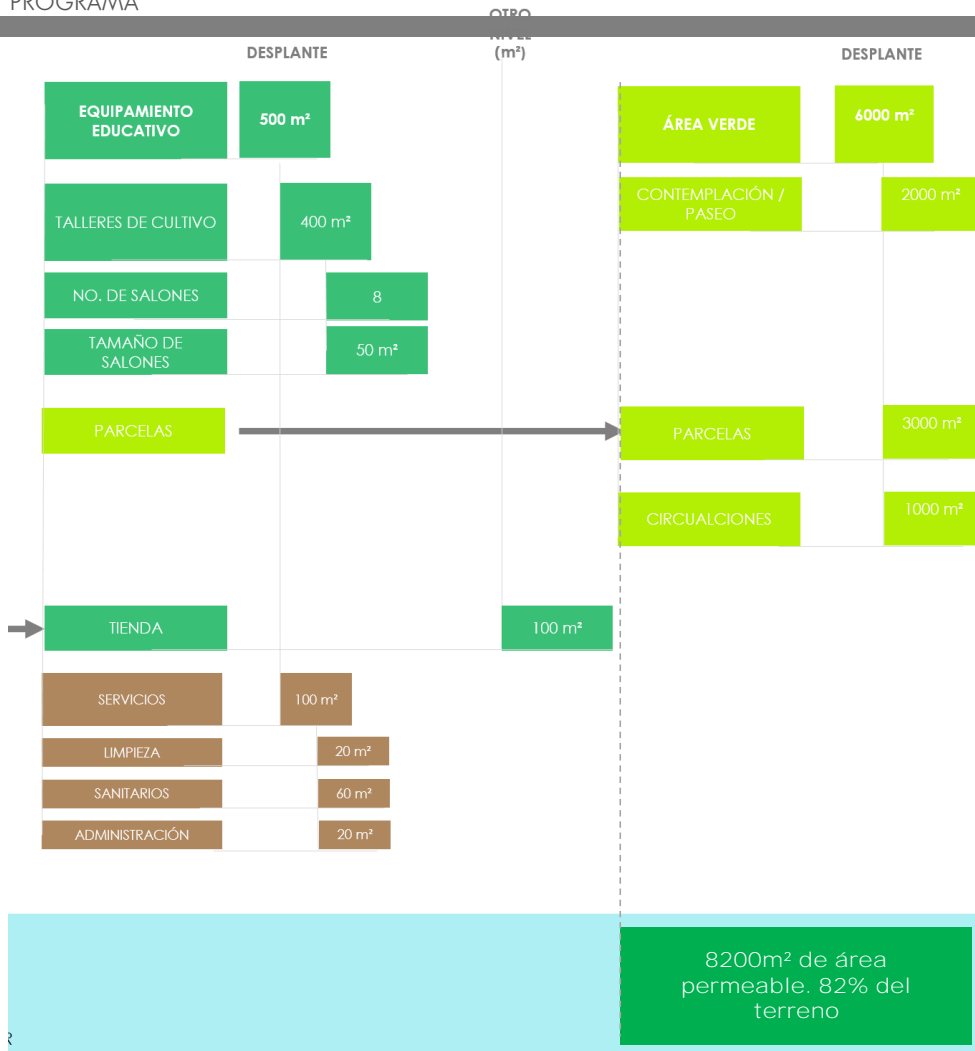 PROGRAMA
OTRO
NIVEL
(m²)
DESPLANTE
DESPLANTE
EQUIPAMIENTO
EDUCATIVO
500 m²
TALLERES DE CULTIVO
400 m²
NO. DE SALONES
8
TAMAÑO DE
SALONES
50 m²
PARCELAS
TIENDA
100 m²
SERVICIOS
100 m²
LIMPIEZA
20 m²
SANITARIOS
60 m²
ADMINISTRACIÓN
20 m²
ÁREA VERDE
6000 m²
CONTEMPLACIÓN /
PASEO
2000 m²
PARCELAS
3000 m²
CIRCUALCIONES
1000 m²
8200m² de área
permeable. 82% del
terreno